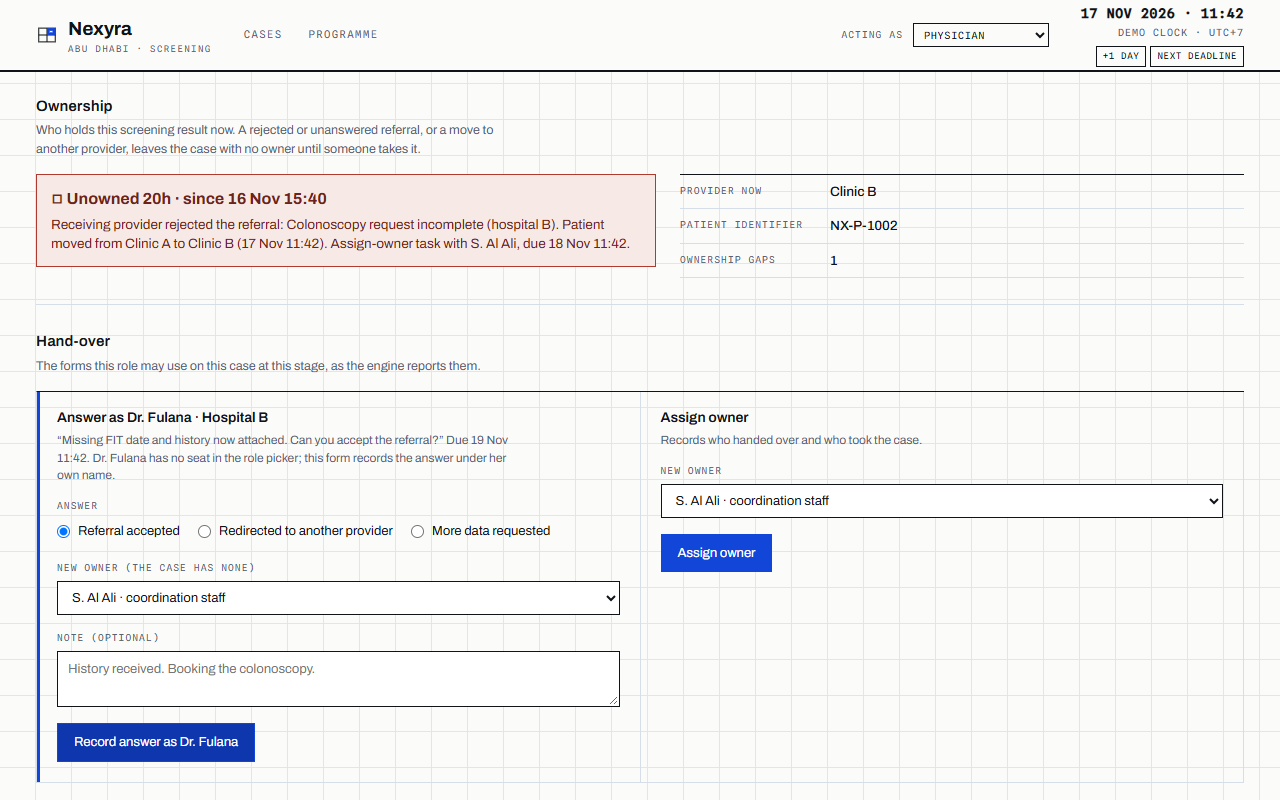 Nexyra
ABU DHABI · SCREENING
CASES
PROGRAMME
ACTING AS
PHYSICIAN
17 NOV 2026 · 11:42
DEMO CLOCK · UTC+7
+1 DAY
NEXT DEADLINE
Ownership
Who holds this screening result now. A rejected or unanswered referral, or a move to
another provider, leaves the case with no owner until someone takes it.
Unowned 20h · since 16 Nov 15:40
Receiving provider rejected the referral: Colonoscopy request incomplete (hospital B). Patient
moved from Clinic A to Clinic B (17 Nov 11:42). Assign-owner task with S. Al Ali, due 18 Nov 11:42.
PROVIDER NOW Clinic B
PATIENT IDENTIFIER NX-P-1002
OWNERSHIP GAPS 1
Hand-over
The forms this role may use on this case at this stage, as the engine reports them.
Answer as Dr. Fulana · Hospital B
“Missing FIT date and history now attached. Can you accept the referral?” Due 19 Nov
11:42. Dr. Fulana has no seat in the role picker; this form records the answer under her
own name.
ANSWER
Referral accepted
Redirected to another provider
More data requested
NEW OWNER (THE CASE HAS NONE)
S. Al Ali · coordination staff
NOTE (OPTIONAL)
History received. Booking the colonoscopy.
Record answer as Dr. Fulana
Assign owner
Records who handed over and who took the case.
NEW OWNER
S. Al Ali · coordination staff
Assign owner